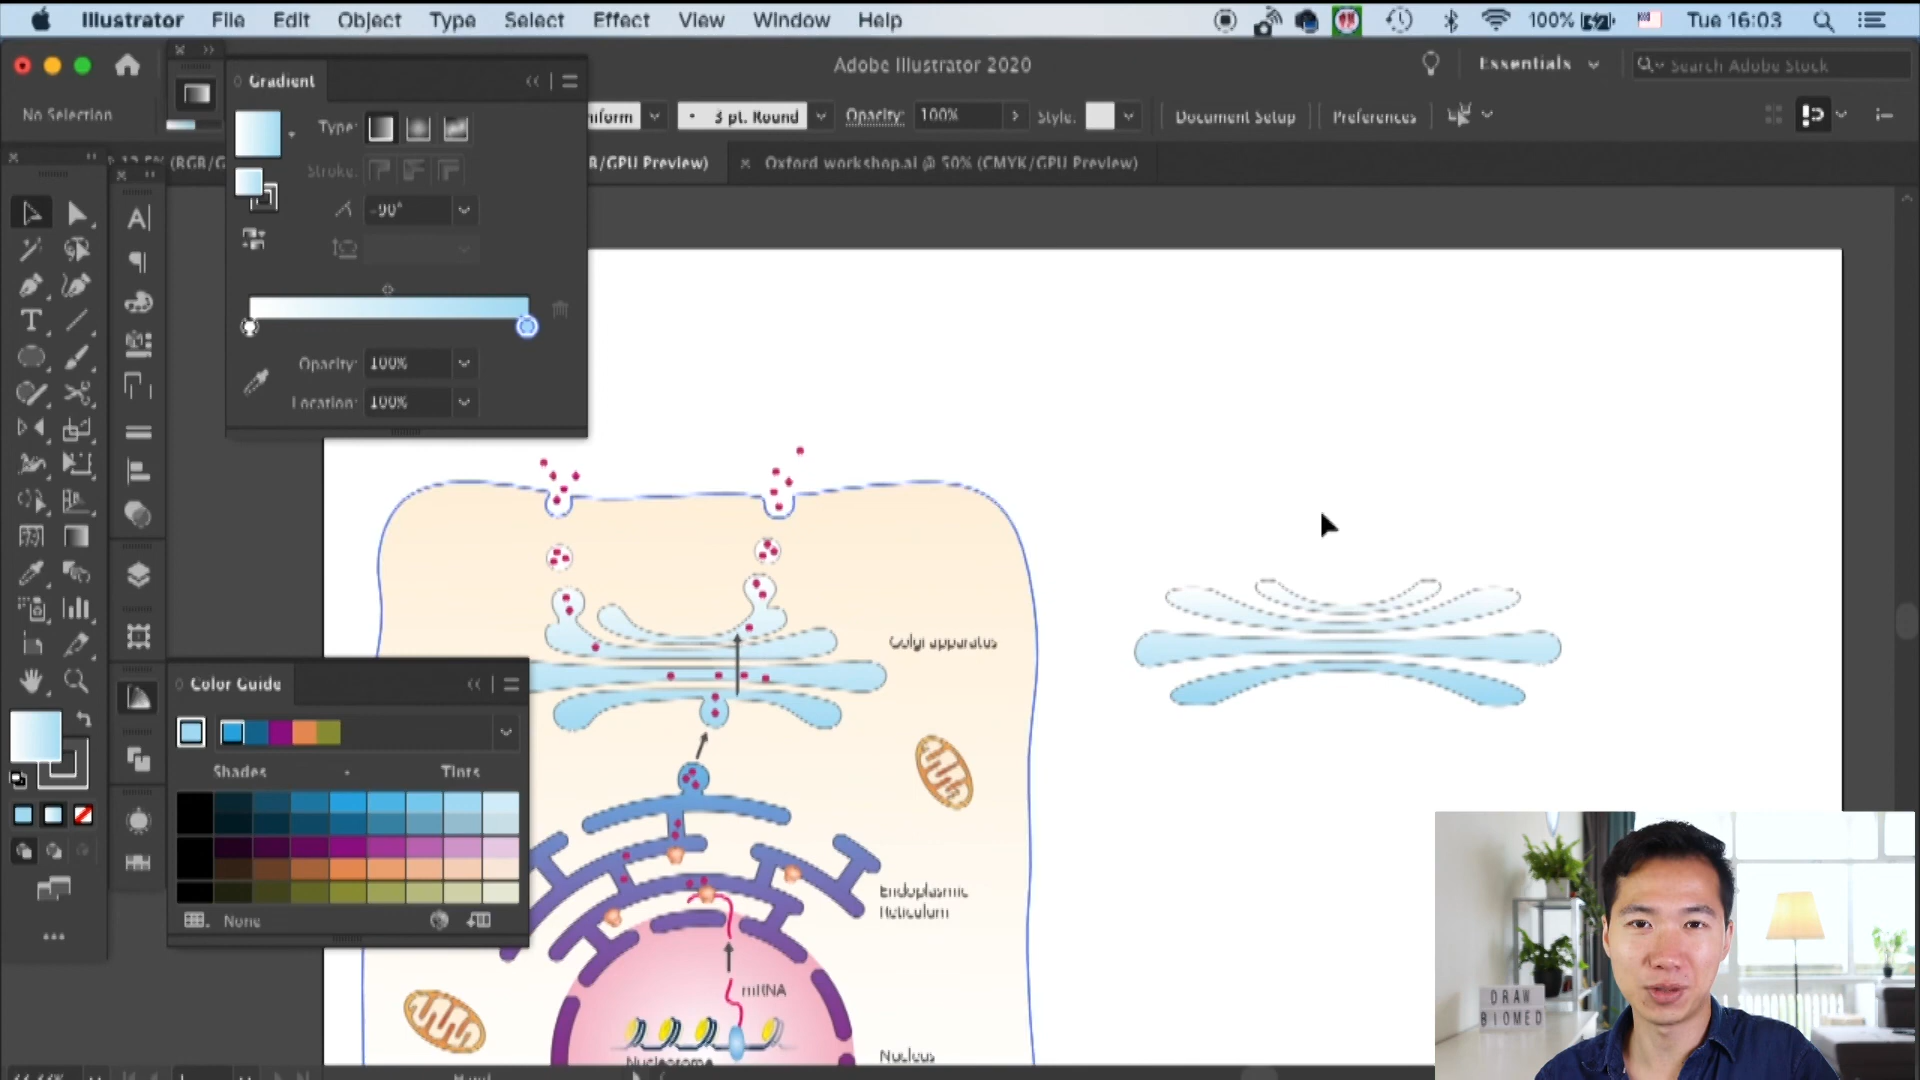 Illustrator File Edit Object Type Select Effect View Window Help
100% Tue 16:03
Adobe Illustrator 2020
Essentials
Search Adobe Stock
No Selection
Gradient
3 pt. Round
Opacity: 100%
Style:
Document Setup
Preferences
R/GPU Preview)
Oxford workshop.ai @ 50% (CMYK/GPU Preview)
Type:
Stroke:
-90°
Opacity: 100%
Location: 100%
Golgi apparatus
Color Guide
Shades
Tints
None
Endoplasmic
Reticulum
mRNA
Nucleosome
Nucleus
DRAW
BIOMED